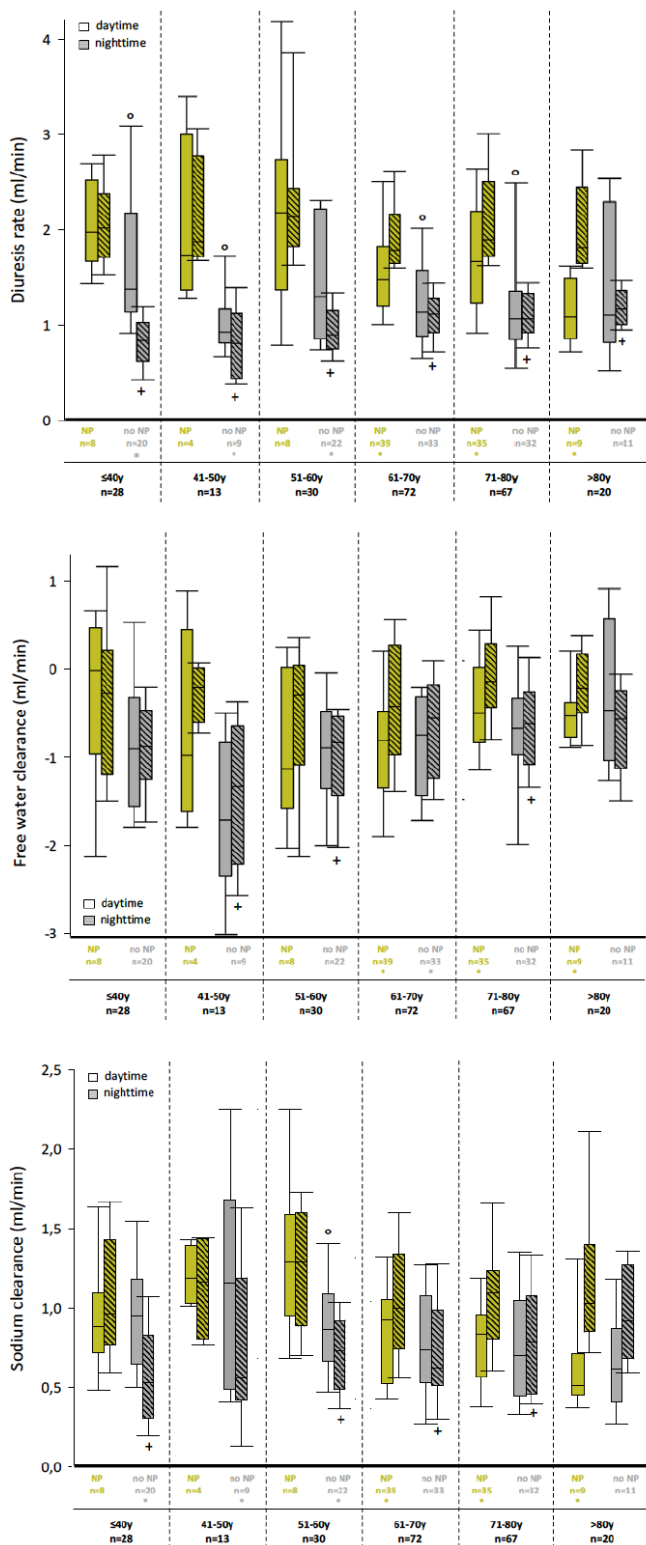 Diuresis rate (ml/min)
daytime
nighttime
4
3
2
1
0
NP no NP NP no NP NP no NP NP no NP NP no NP NP no NP
n=8 n=20 n=4 n=9 n=8 n=22 n=39 n=33 n=35 n=32 n=9 n=11
* * * * * *
≤40y 41-50y 51-60y 61-70y 71-80y >80y
n=28 n=13 n=30 n=72 n=67 n=20
Free water clearance (ml/min)
1
0
-1
-2
-3
daytime
nighttime
NP no NP NP no NP NP no NP NP no NP NP no NP NP no NP
n=8 n=20 n=4 n=9 n=8 n=22 n=39 n=33 n=35 n=32 n=9 n=11
* * * *
≤40y 41-50y 51-60y 61-70y 71-80y >80y
n=28 n=13 n=30 n=72 n=67 n=20
Sodium clearance (ml/min)
2,5
daytime
nighttime
2,0
1,5
1,0
0,5
0,0
NP no NP NP no NP NP no NP NP no NP NP no NP NP no NP
n=8 n=20 n=4 n=9 n=8 n=22 n=39 n=33 n=35 n=32 n=9 n=11
* * * * * *
≤40y 41-50y 51-60y 61-70y 71-80y >80y
n=28 n=13 n=30 n=72 n=67 n=20